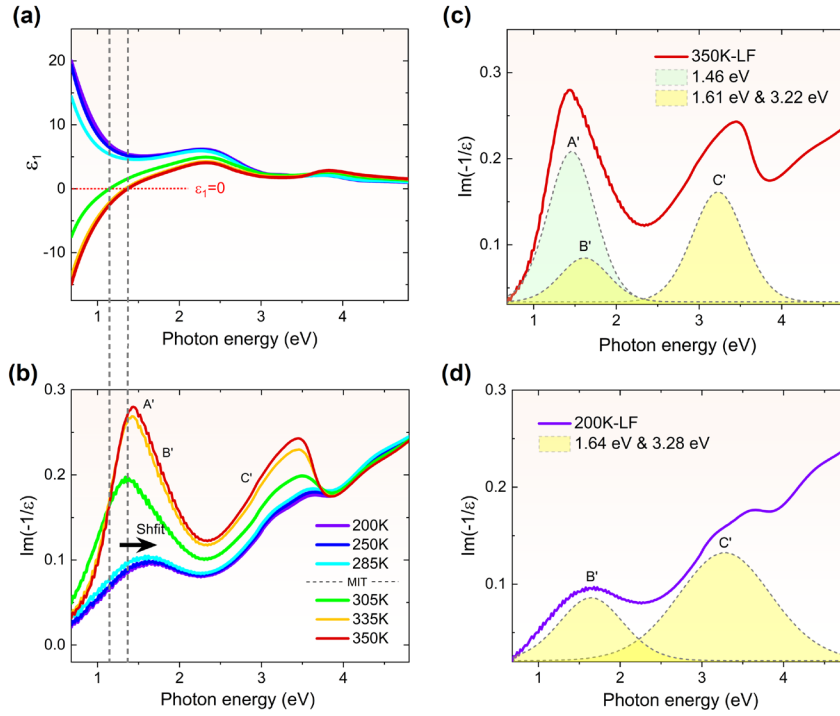 (a)
20
10
0
-10
ε₁
ε₁=0
1
2
3
4
Photon energy (eV)
(b)
0.3
0.2
0.1
0.0
Im(-1/ε)
A'
B'
C'
Shfit
200K
250K
285K
MIT
305K
335K
350K
1
2
3
4
Photon energy (eV)
(c)
0.3
0.2
0.1
Im(-1/ε)
350K-LF
1.46 eV
1.61 eV & 3.22 eV
A'
B'
C'
1
2
3
4
Photon energy (eV)
(d)
0.3
0.2
0.1
Im(-1/ε)
200K-LF
1.64 eV & 3.28 eV
B'
C'
1
2
3
4
Photon energy (eV)